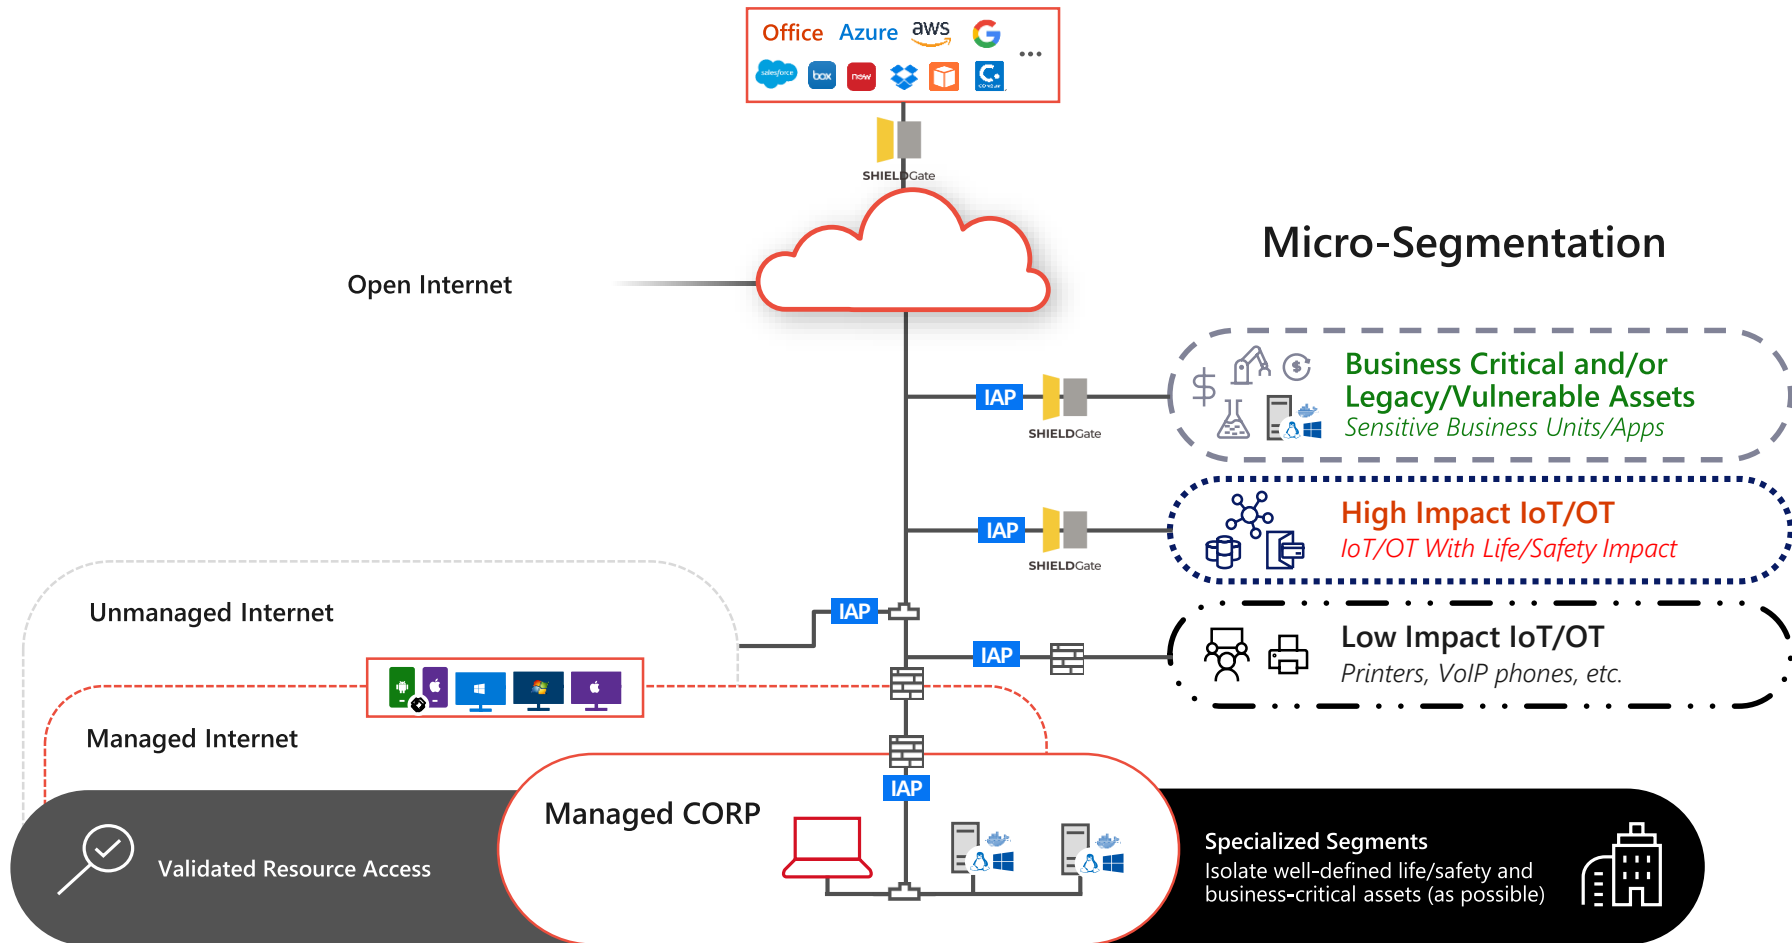 Office Azure aws G
salesforce box now C. ...
SHIELDGate
Open Internet
Micro-Segmentation
IAP
SHIELDGate
Business Critical and/or
Legacy/Vulnerable Assets
Sensitive Business Units/Apps
IAP
SHIELDGate
High Impact IoT/OT
IoT/OT With Life/Safety Impact
Unmanaged Internet
IAP
IAP
Low Impact IoT/OT
Printers, VoIP phones, etc.
Managed Internet
IAP
Managed CORP
Validated Resource Access
Specialized Segments
Isolate well-defined life/safety and
business-critical assets (as possible)